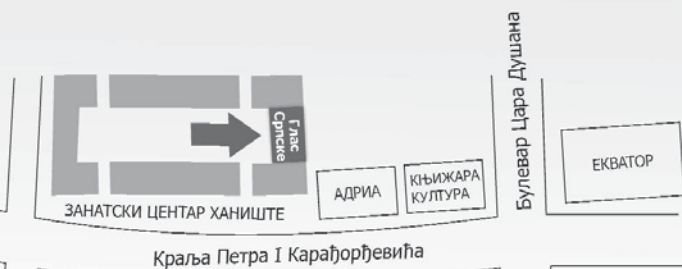 Булевар Цара Душана
Глас
Српске
ЕКВАТОР
АДРИА
КЊИЖАРА
КУЛТУРА
ЗАНАТСКИ ЦЕНТАР ХАНИШТЕ
Краља Петра I Карађорђевића